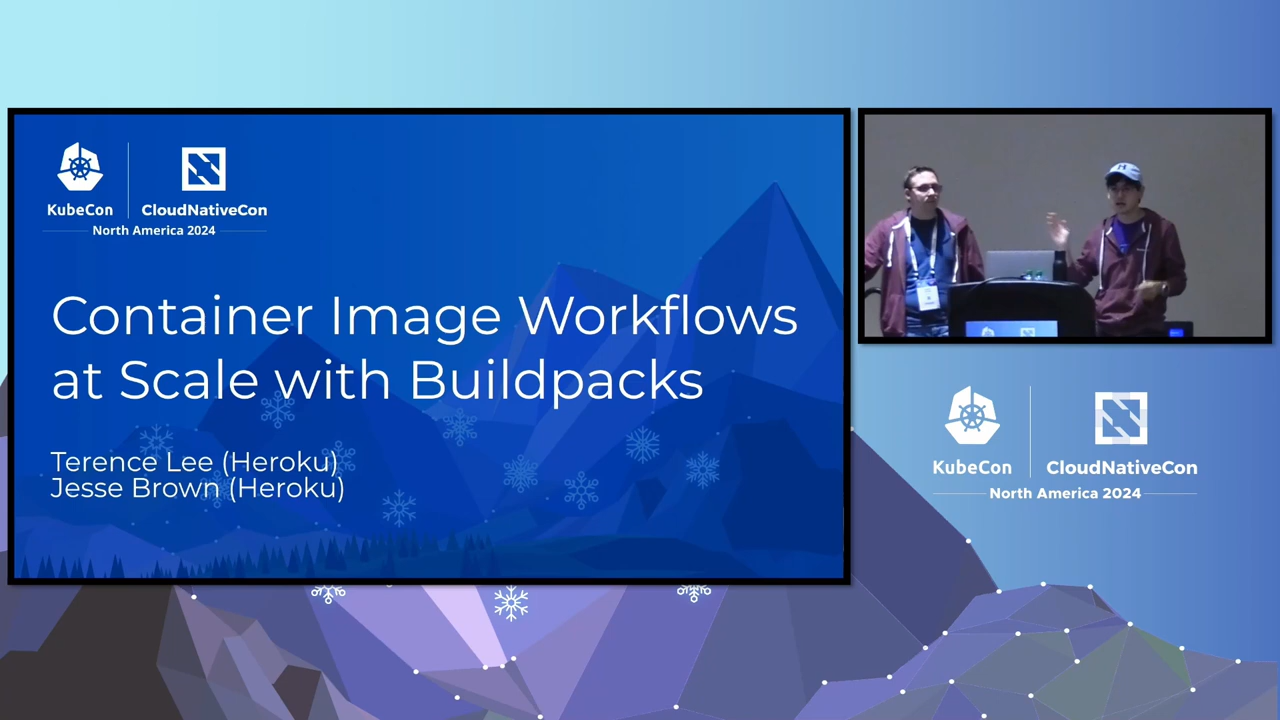 KubeCon
CloudNativeCon
North America 2024
Container Image Workflows
at Scale with Buildpacks
Terence Lee (Heroku)
Jesse Brown (Heroku)
KubeCon
CloudNativeCon
North America 2024